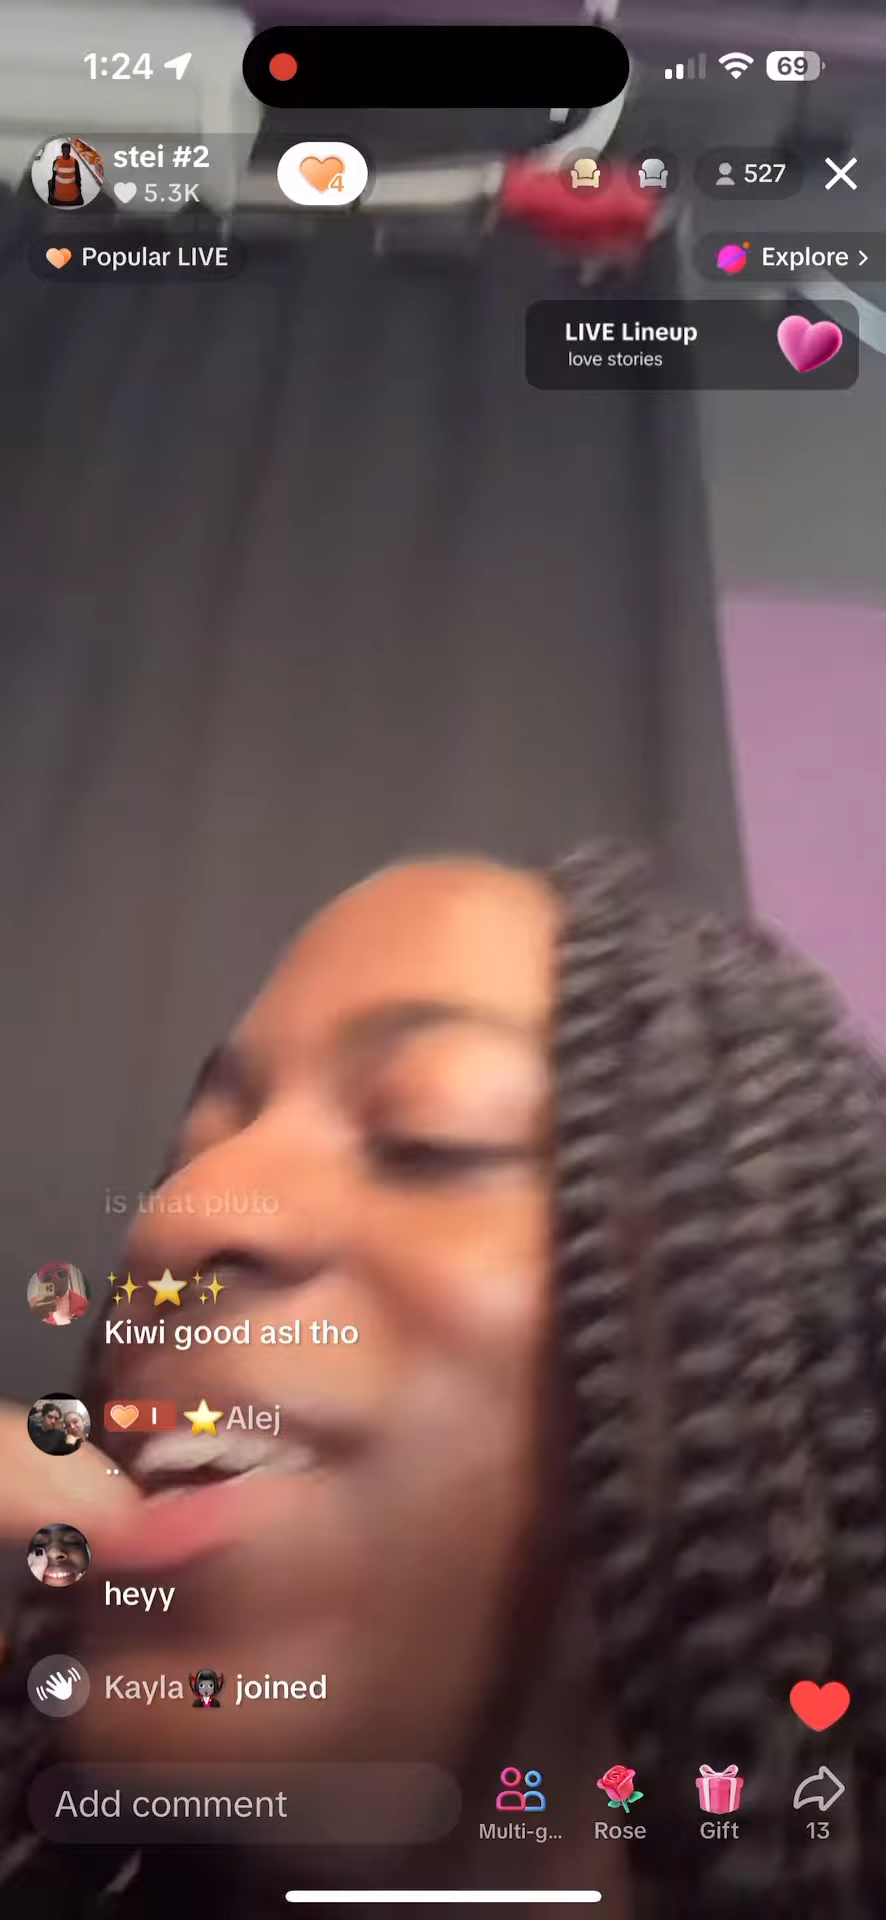 1:24
69
stei #2
5.3K
4
527
Popular LIVE
Explore >
LIVE Lineup
love stories
is that pluto
✨⭐✨
Kiwi good asl tho
I ⭐Alej
..
heyy
Kayla🧛🏿‍♀️ joined
Add comment
Multi-g...
Rose
Gift
13